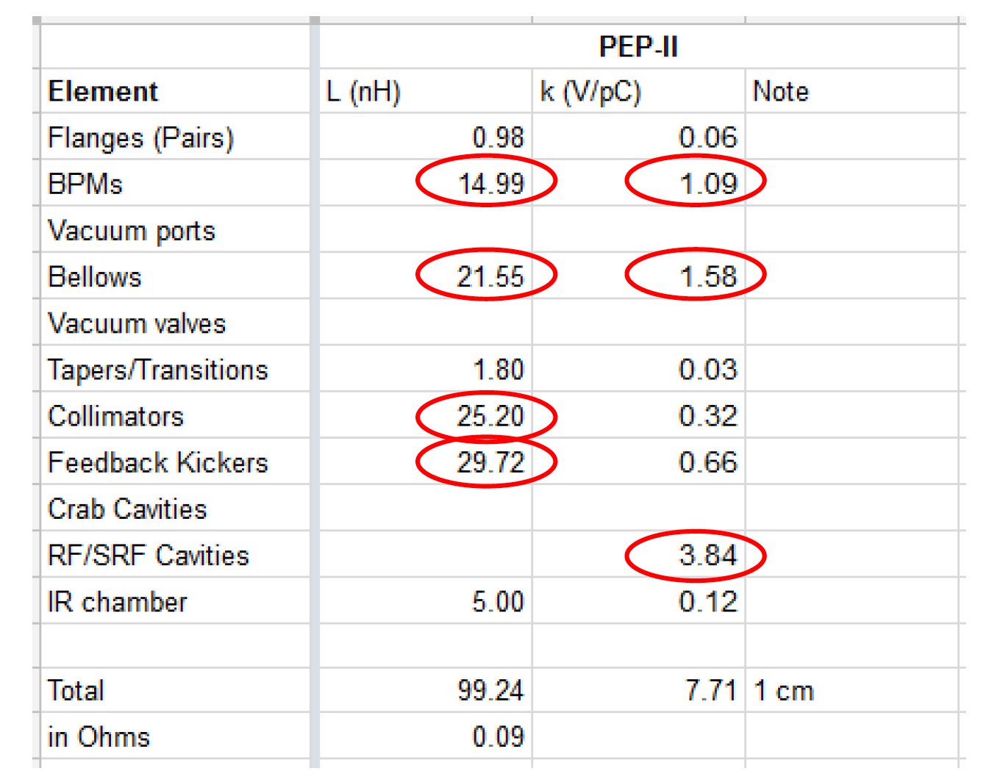 PEP-II
Element L (nH) k (V/pC) Note
Flanges (Pairs) 0.98 0.06
BPMs 14.99 1.09
Vacuum ports
Bellows 21.55 1.58
Vacuum valves
Tapers/Transitions 1.80 0.03
Collimators 25.20 0.32
Feedback Kickers 29.72 0.66
Crab Cavities
RF/SRF Cavities 3.84
IR chamber 5.00 0.12
Total 99.24 7.71 1 cm
in Ohms 0.09